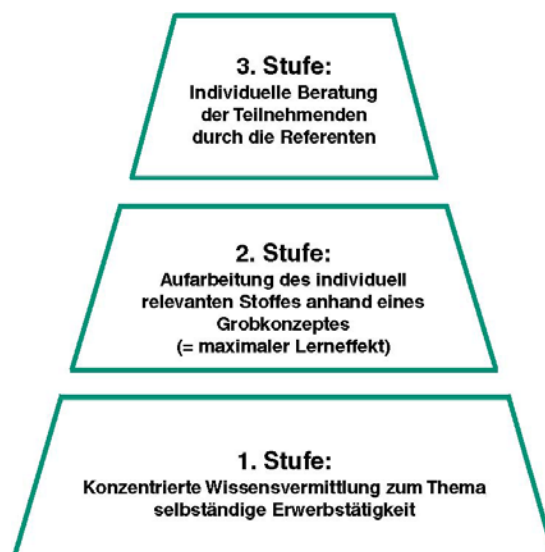 3. Stufe:
Individuelle Beratung
der Teilnehmenden
durch die Referenten
2. Stufe:
Aufarbeitung des individuell
relevanten Stoffes anhand eines
Grobkonzeptes
(= maximaler Lerneffekt)
1. Stufe:
Konzentrierte Wissensvermittlung zum Thema
selbständige Erwerbstätigkeit